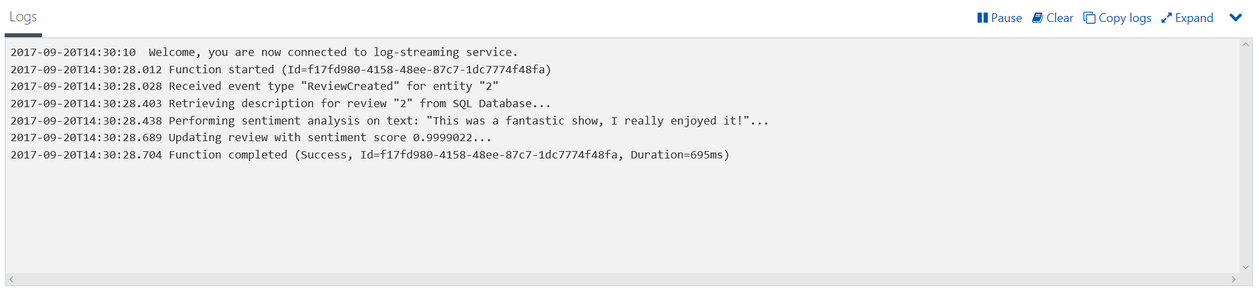 Logs
Pause Clear Copy logs Expand
2017-09-20T14:30:10  Welcome, you are now connected to log-streaming service.
2017-09-20T14:30:28.012 Function started (Id=f17fd980-4158-48ee-87c7-1dc7774f48fa)
2017-09-20T14:30:28.028 Received event type "ReviewCreated" for entity "2"
2017-09-20T14:30:28.403 Retrieving description for review "2" from SQL Database...
2017-09-20T14:30:28.438 Performing sentiment analysis on text: "This was a fantastic show, I really enjoyed it!"...
2017-09-20T14:30:28.689 Updating review with sentiment score 0.9999022...
2017-09-20T14:30:28.704 Function completed (Success, Id=f17fd980-4158-48ee-87c7-1dc7774f48fa, Duration=695ms)